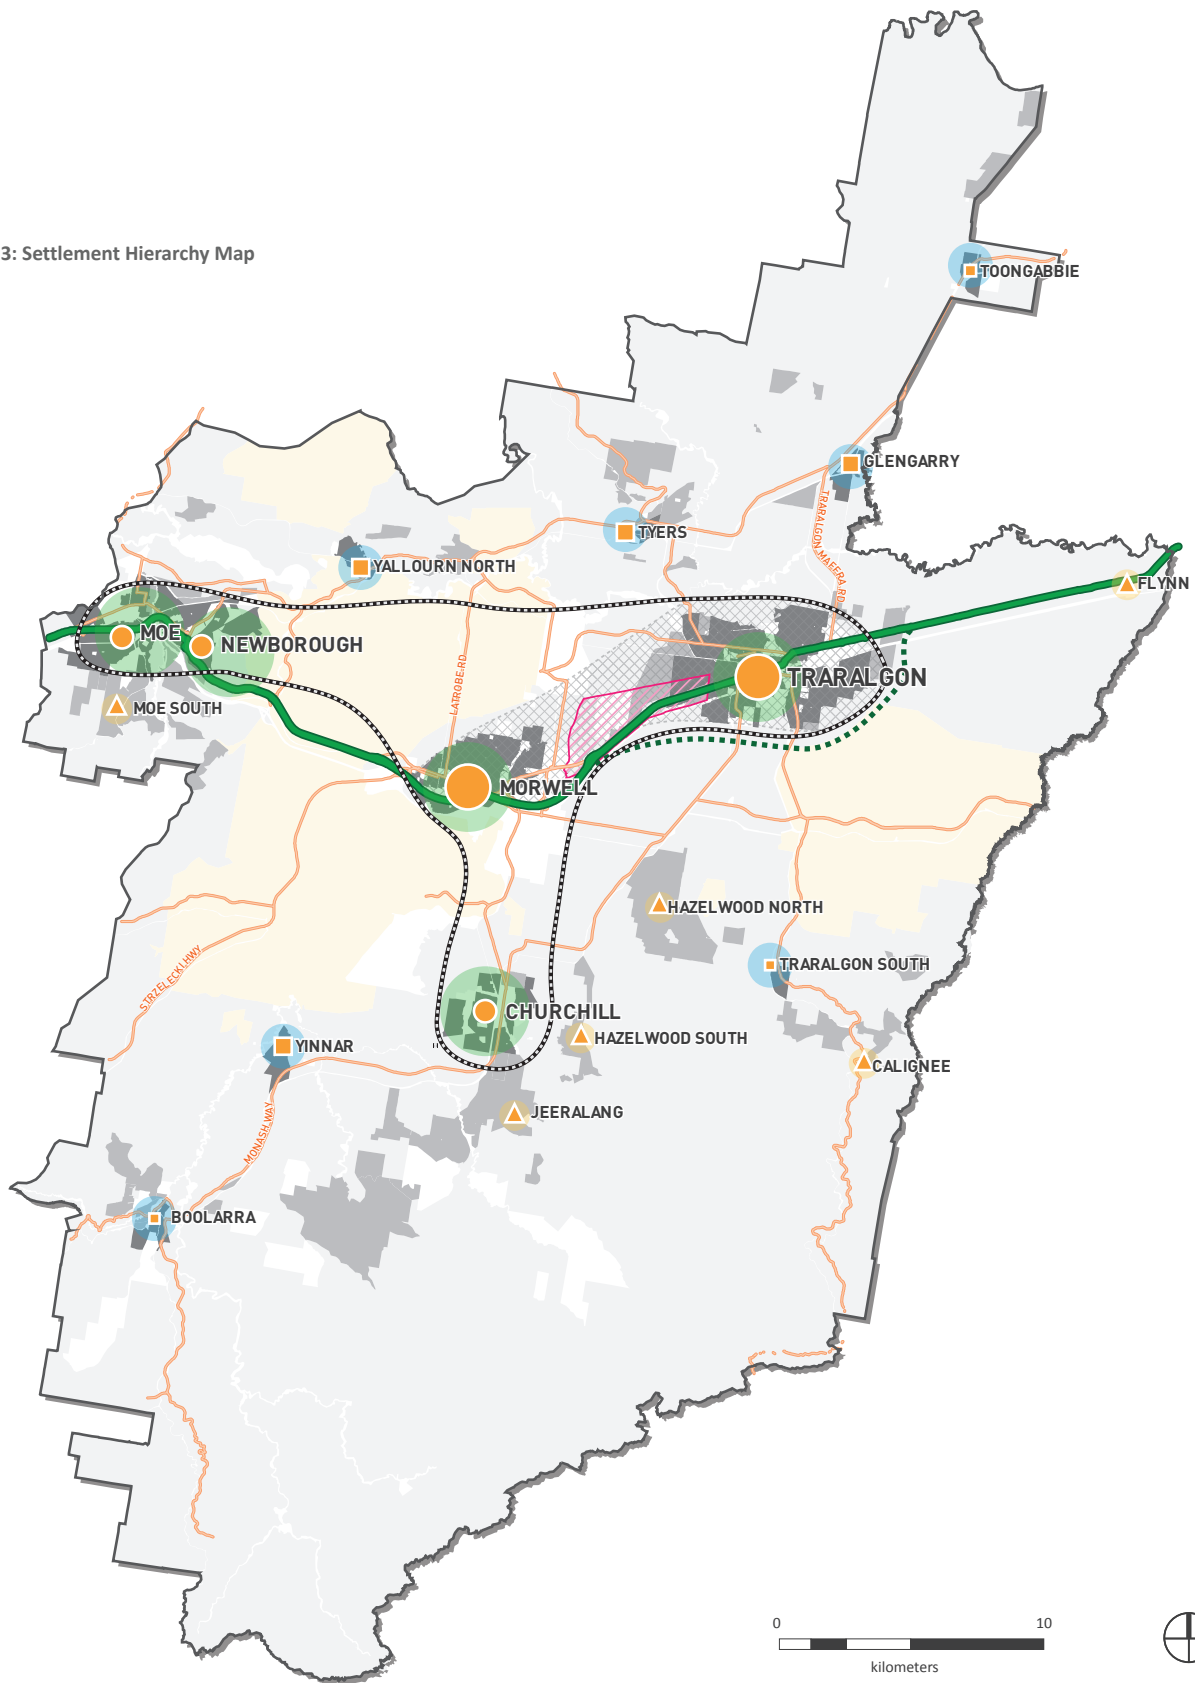 3: Settlement Hierarchy Map
TOONGABBIE
GLENGARRY
TRARALGON MAFFRA RD
TYERS
YALLOURN NORTH
FLYNN
MOE
NEWBOROUGH
LATROBE RD
TRARALGON
MOE SOUTH
MORWELL
HAZELWOOD NORTH
STRZELECKI HWY
TRARALGON SOUTH
CHURCHILL
HAZELWOOD SOUTH
YINNAR
CALIGNEE
JEERALANG
MONASH WAY
BOOLARRA
0 10
kilometers